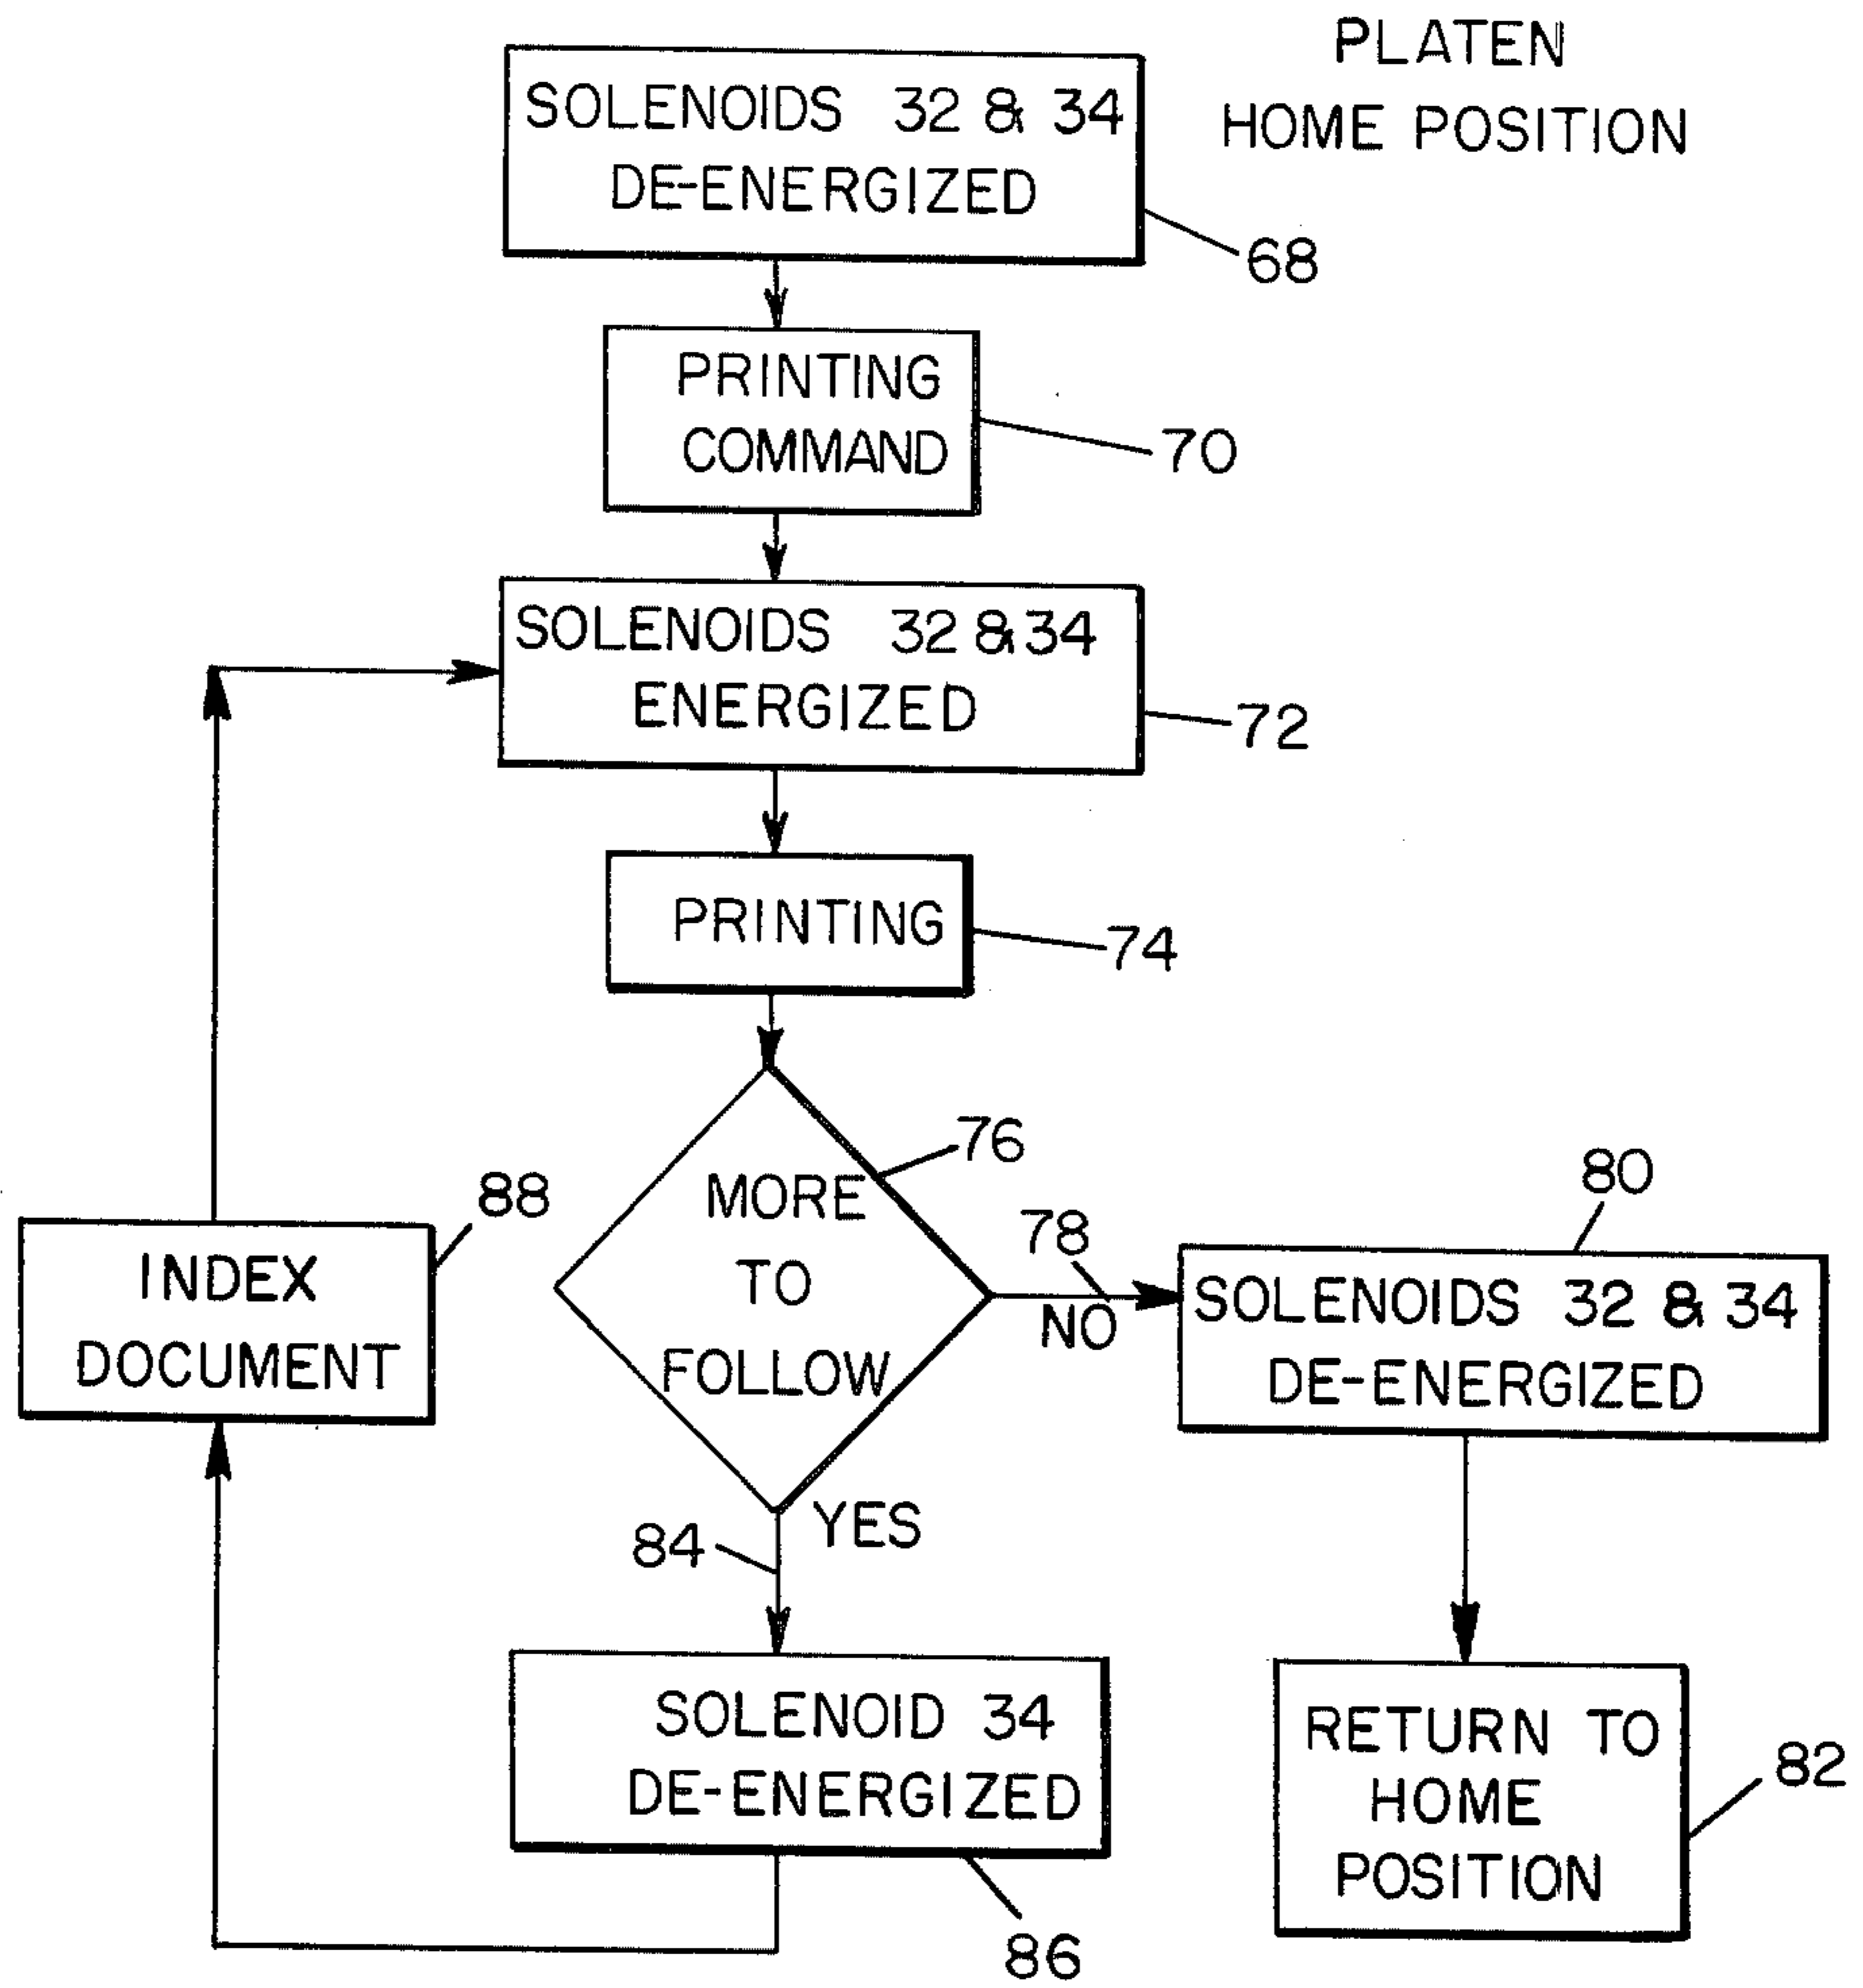 PLATEN
HOME POSITION
SOLENOIDS 32 & 34
DE-ENERGIZED
68
PRINTING
COMMAND
70
SOLENOIDS 32 & 34
ENERGIZED
72
PRINTING
74
MORE
TO
FOLLOW
76
78
NO
80
SOLENOIDS 32 & 34
DE-ENERGIZED
RETURN TO
HOME
POSITION
82
YES
84
SOLENOID 34
DE-ENERGIZED
86
88
INDEX
DOCUMENT